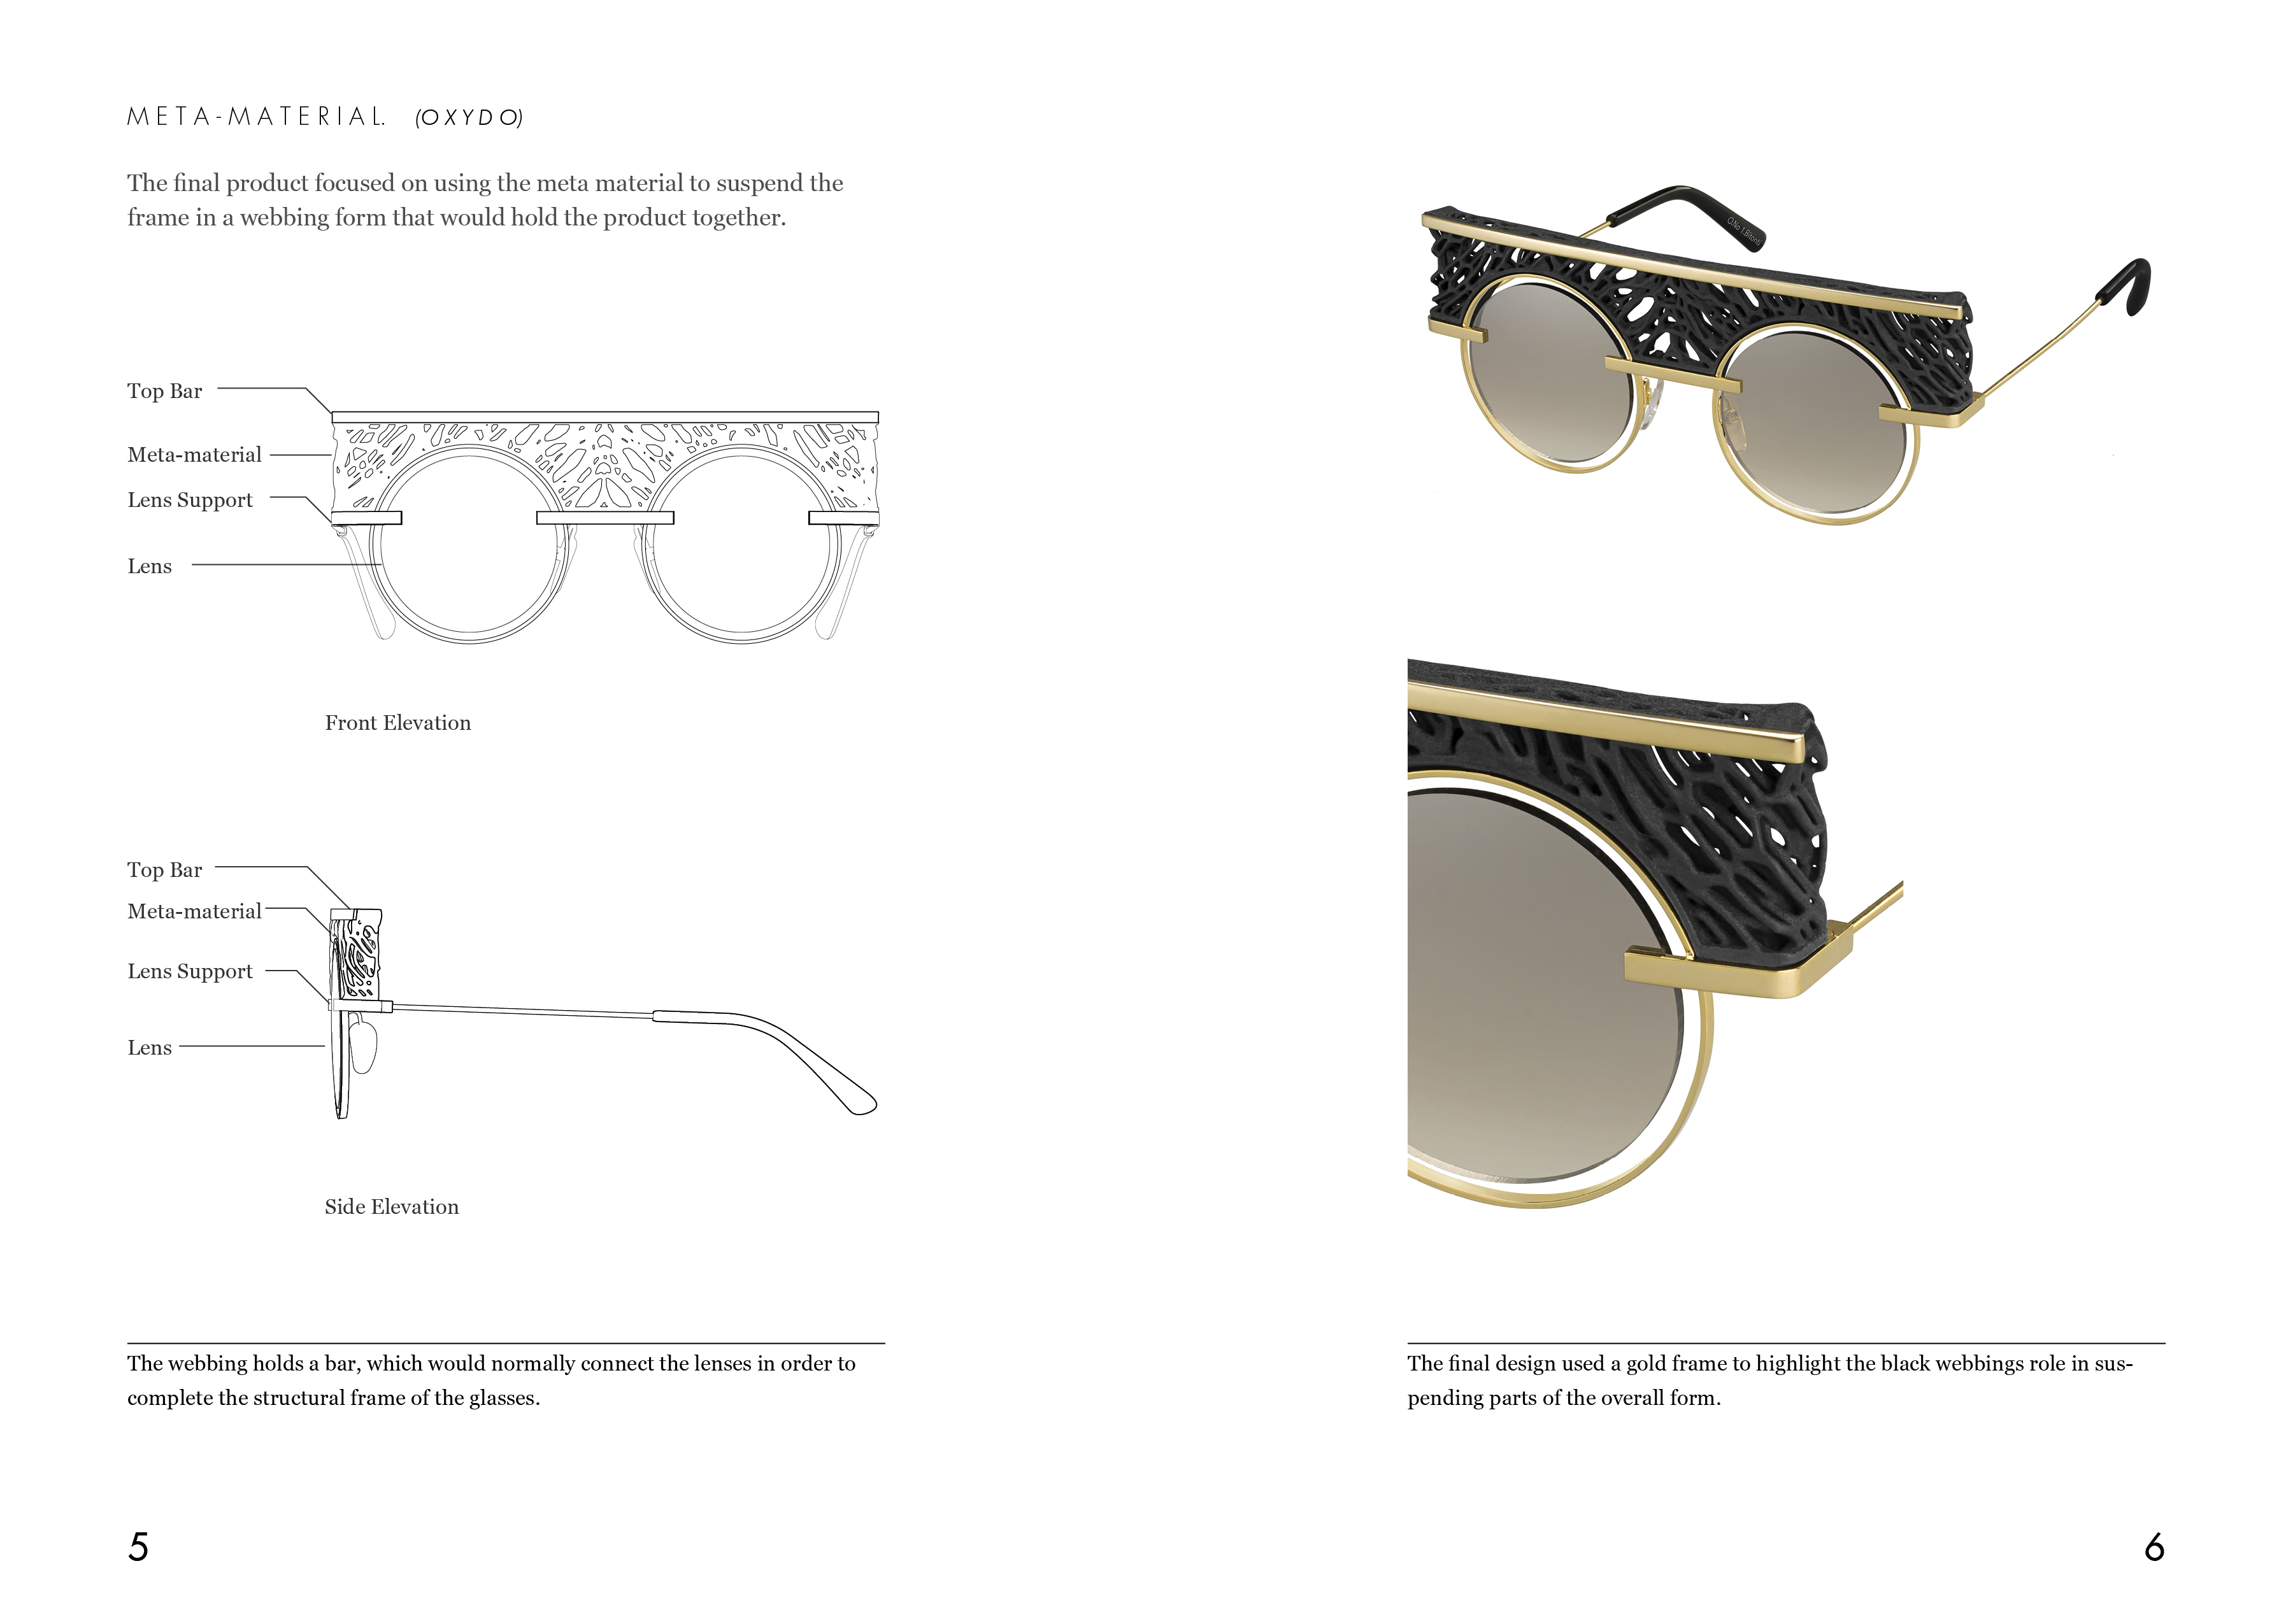 META-MATERIAL. (OXYDO)
The final product focused on using the meta material to suspend the
frame in a webbing form that would hold the product together.
Top Bar
Meta-material
Lens Support
Lens
Front Elevation
Top Bar
Meta-material
Lens Support
Lens
Side Elevation
The webbing holds a bar, which would normally connect the lenses in order to
complete the structural frame of the glasses.
5
The final design used a gold frame to highlight the black webbings role in sus-
pending parts of the overall form.
6